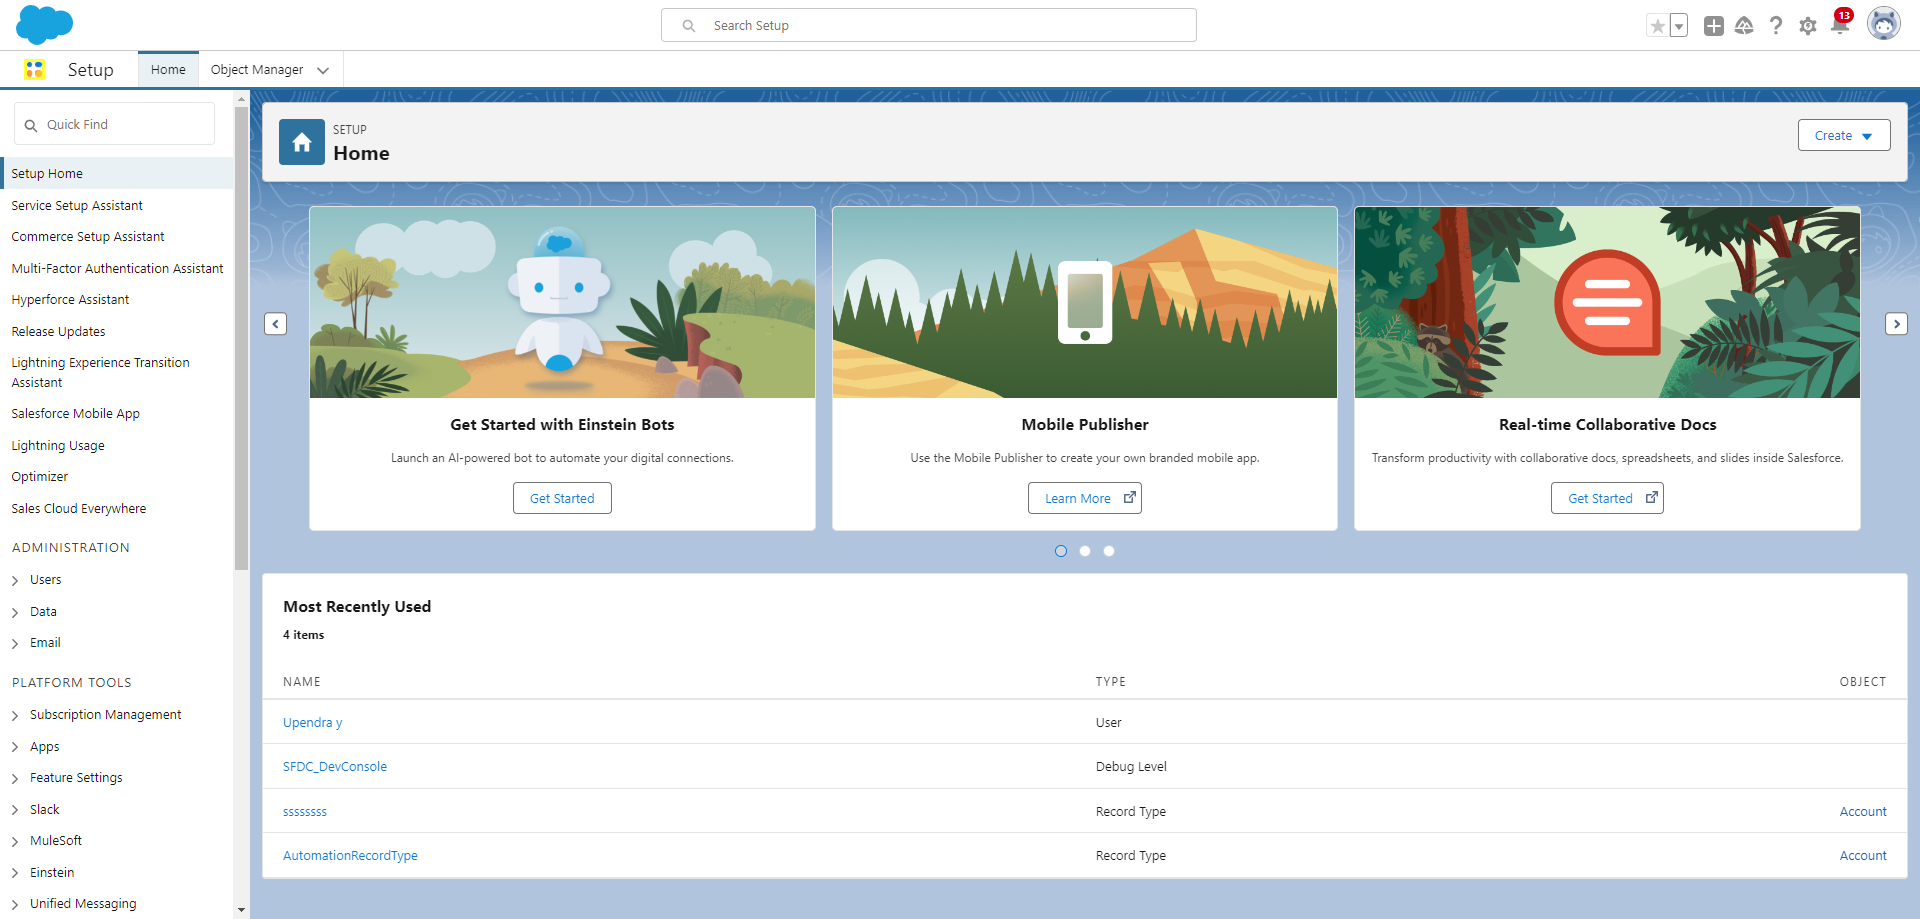 Search Setup
13
Setup
Home
Object Manager
Quick Find
Setup Home
Service Setup Assistant
Commerce Setup Assistant
Multi-Factor Authentication Assistant
Hyperforce Assistant
Release Updates
Lightning Experience Transition
Assistant
Salesforce Mobile App
Lightning Usage
Optimizer
Sales Cloud Everywhere
ADMINISTRATION
Users
Data
Email
PLATFORM TOOLS
Subscription Management
Apps
Feature Settings
Slack
MuleSoft
Einstein
Unified Messaging
SETUP
Home
Create
Get Started with Einstein Bots
Launch an AI-powered bot to automate your digital connections.
Get Started
Mobile Publisher
Use the Mobile Publisher to create your own branded mobile app.
Learn More
Real-time Collaborative Docs
Transform productivity with collaborative docs, spreadsheets, and slides inside Salesforce.
Get Started
Most Recently Used
4 items
NAME TYPE OBJECT
Upendra y User
SFDC_DevConsole Debug Level
ssssssss Record Type Account
AutomationRecordType Record Type Account